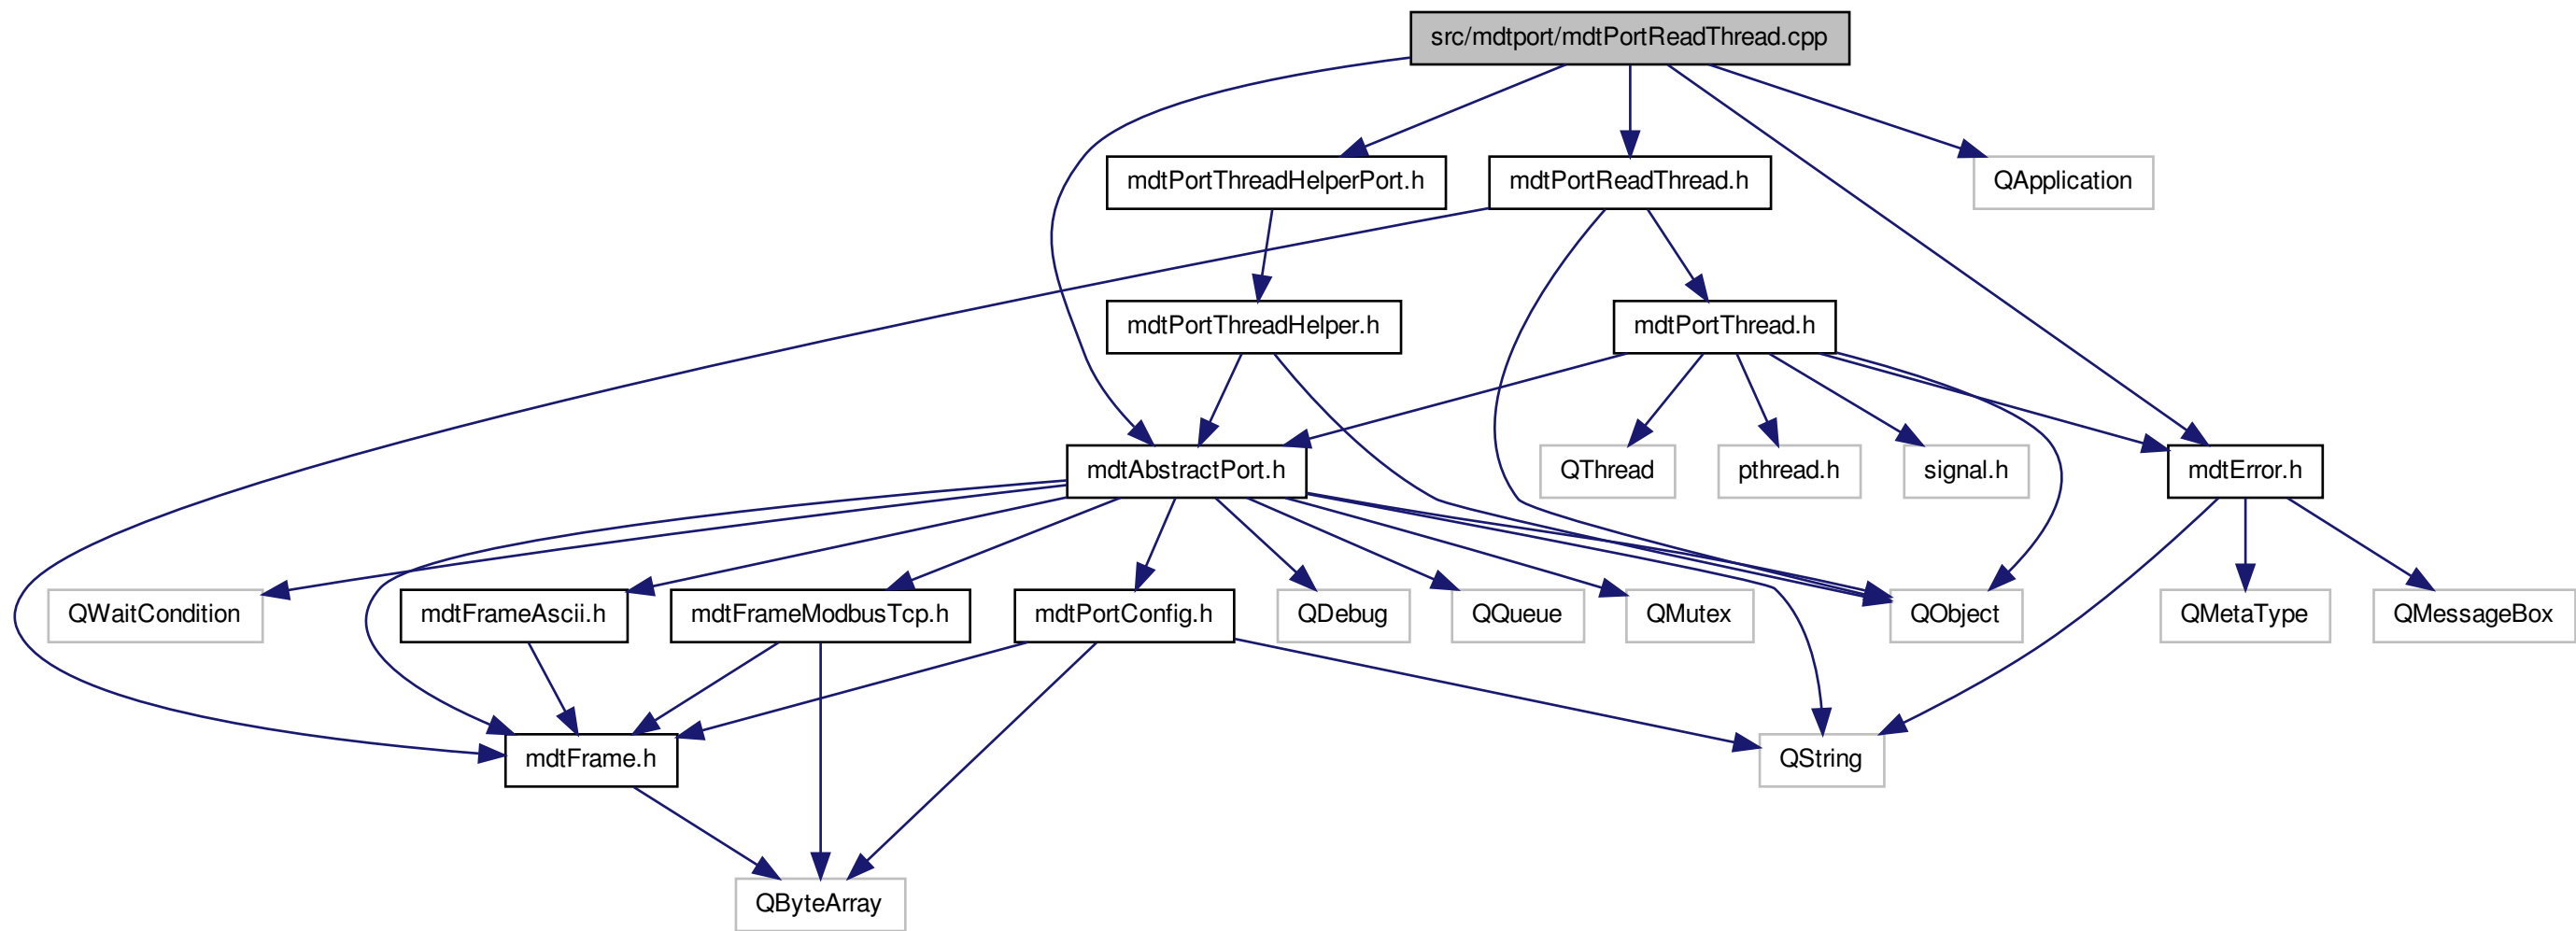 src/mdtport/mdtPortReadThread.cpp
mdtPortThreadHelperPort.h
mdtPortReadThread.h
QApplication
mdtPortThreadHelper.h
mdtPortThread.h
mdtAbstractPort.h
QThread
pthread.h
signal.h
mdtError.h
QWaitCondition
mdtFrameAscii.h
mdtFrameModbusTcp.h
mdtPortConfig.h
QDebug
QQueue
QMutex
QObject
QMetaType
QMessageBox
mdtFrame.h
QString
QByteArray